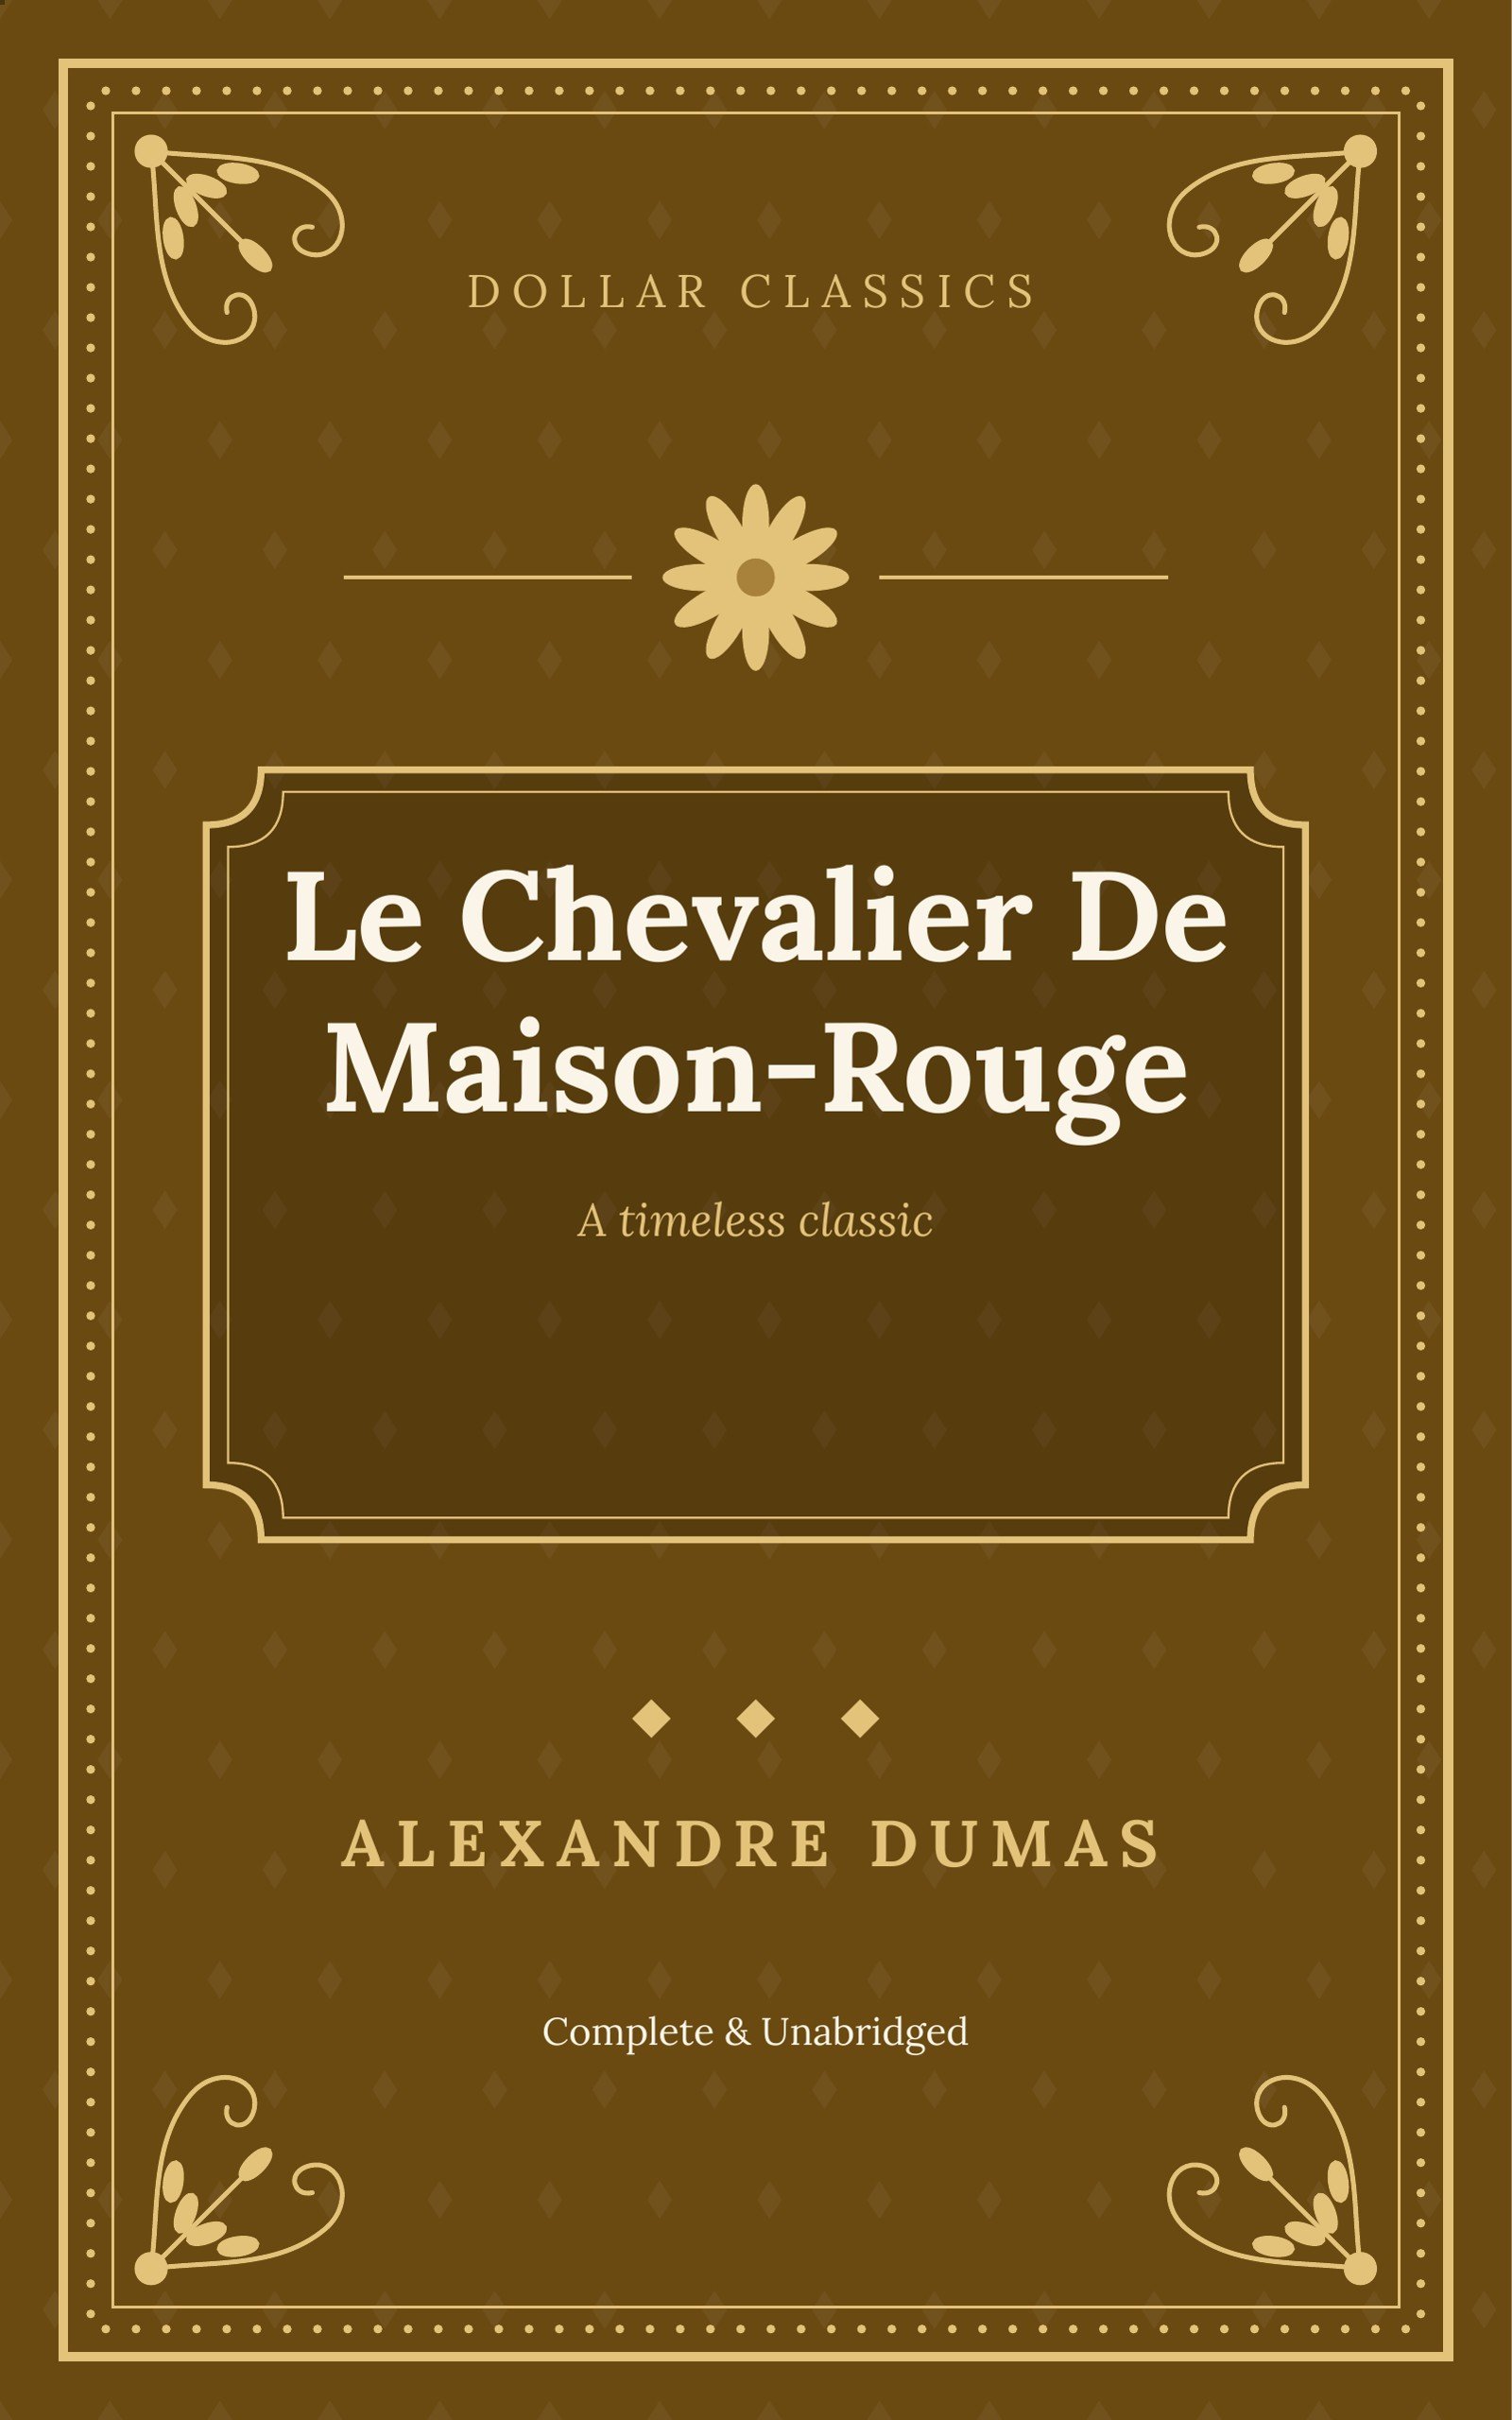 DOLLAR CLASSICS
Le Chevalier De
Maison-Rouge
A timeless classic
ALEXANDRE DUMAS
Complete & Unabridged